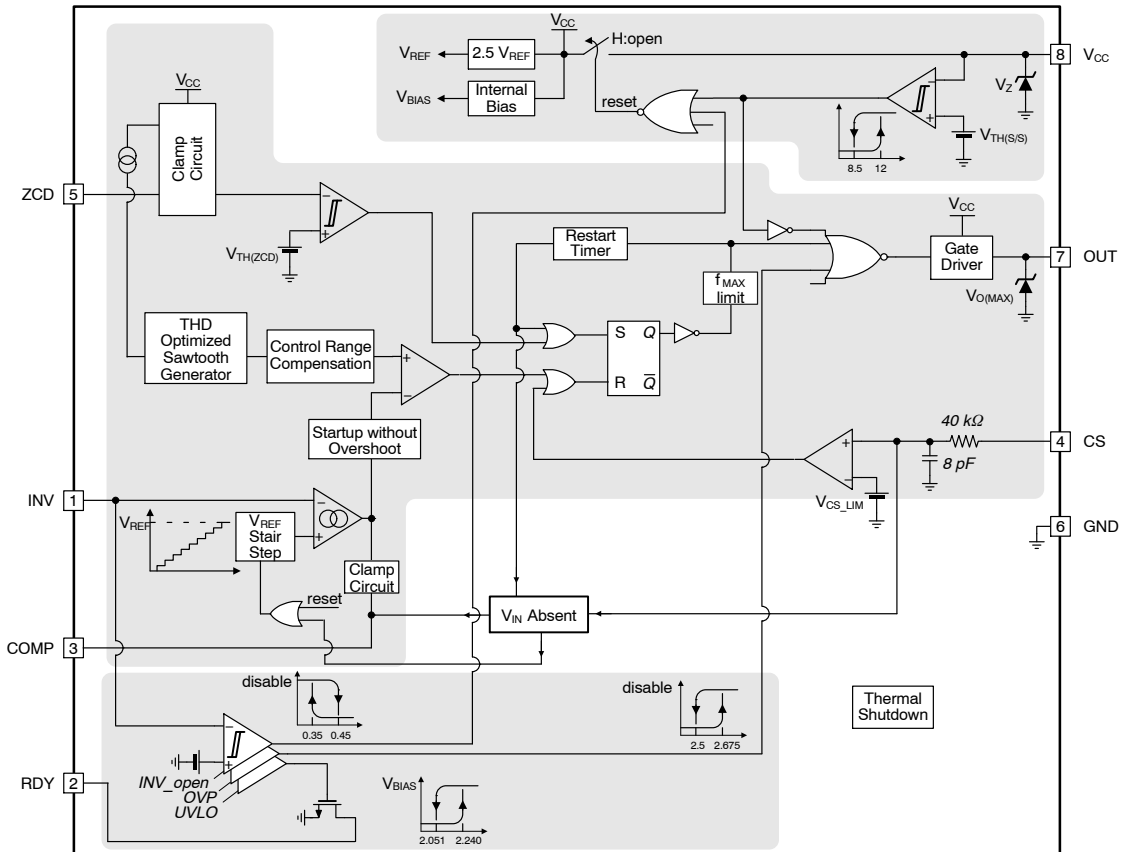 VCC
H:open
VREF
2.5 VREF
8
VCC
VCC
VZ
VBIAS
Internal
Bias
reset
VTH(S/S)
Clamp
Circuit
8.5 12
ZCD
5
VCC
Restart
Timer
VTH(ZCD)
Gate
Driver
7
OUT
fMAX
limit
VO(MAX)
THD
Optimized
Sawtooth
Generator
Control Range
Compensation
S Q
R Q
+
−
40 kΩ
4
CS
Startup without
Overshoot
8 pF
INV
1
VREF
VREF
Stair
Step
VCS_LIM
6
GND
Clamp
Circuit
reset
VIN Absent
COMP
3
disable
disable
Thermal
Shutdown
0.35 0.45
2.5 2.675
RDY
2
INV_open
OVP
UVLO
VBIAS
2.051 2.240